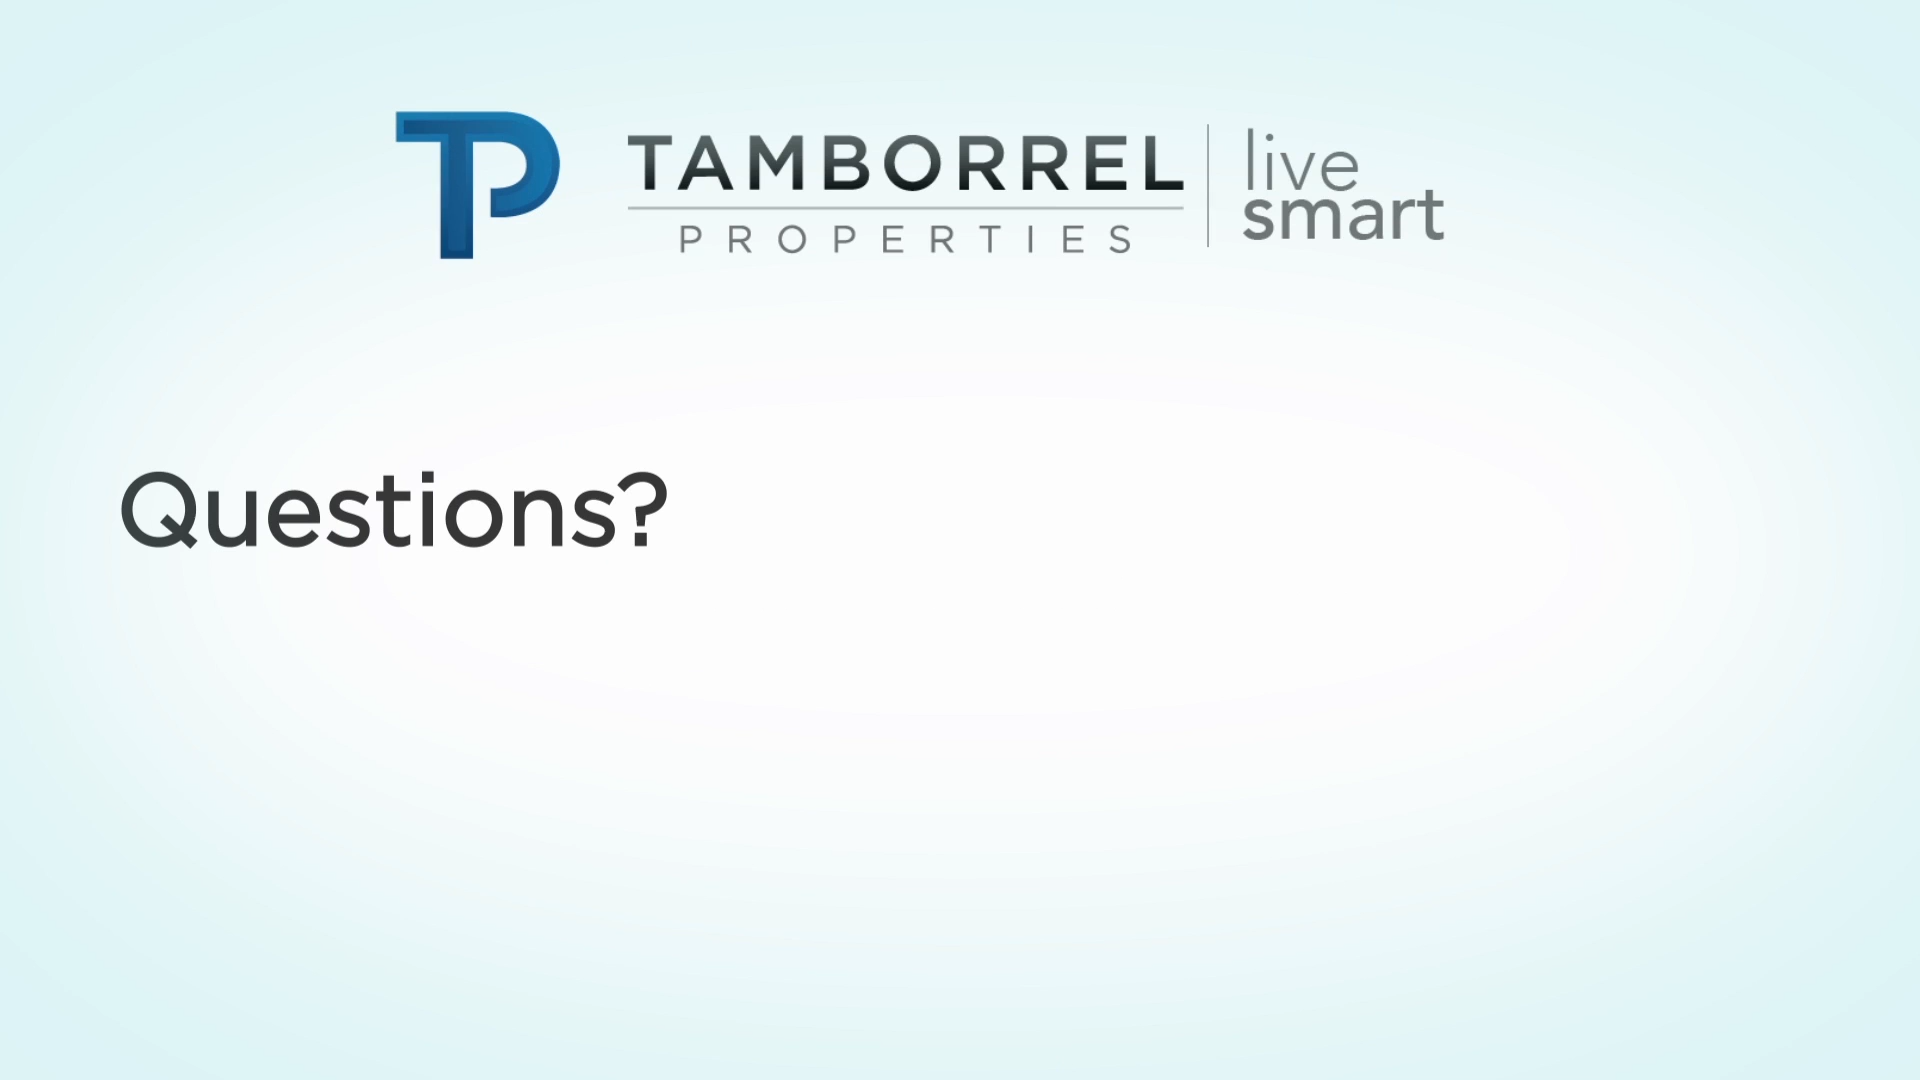 TP
TAMBORREL
PROPERTIES
live
smart
Questions?